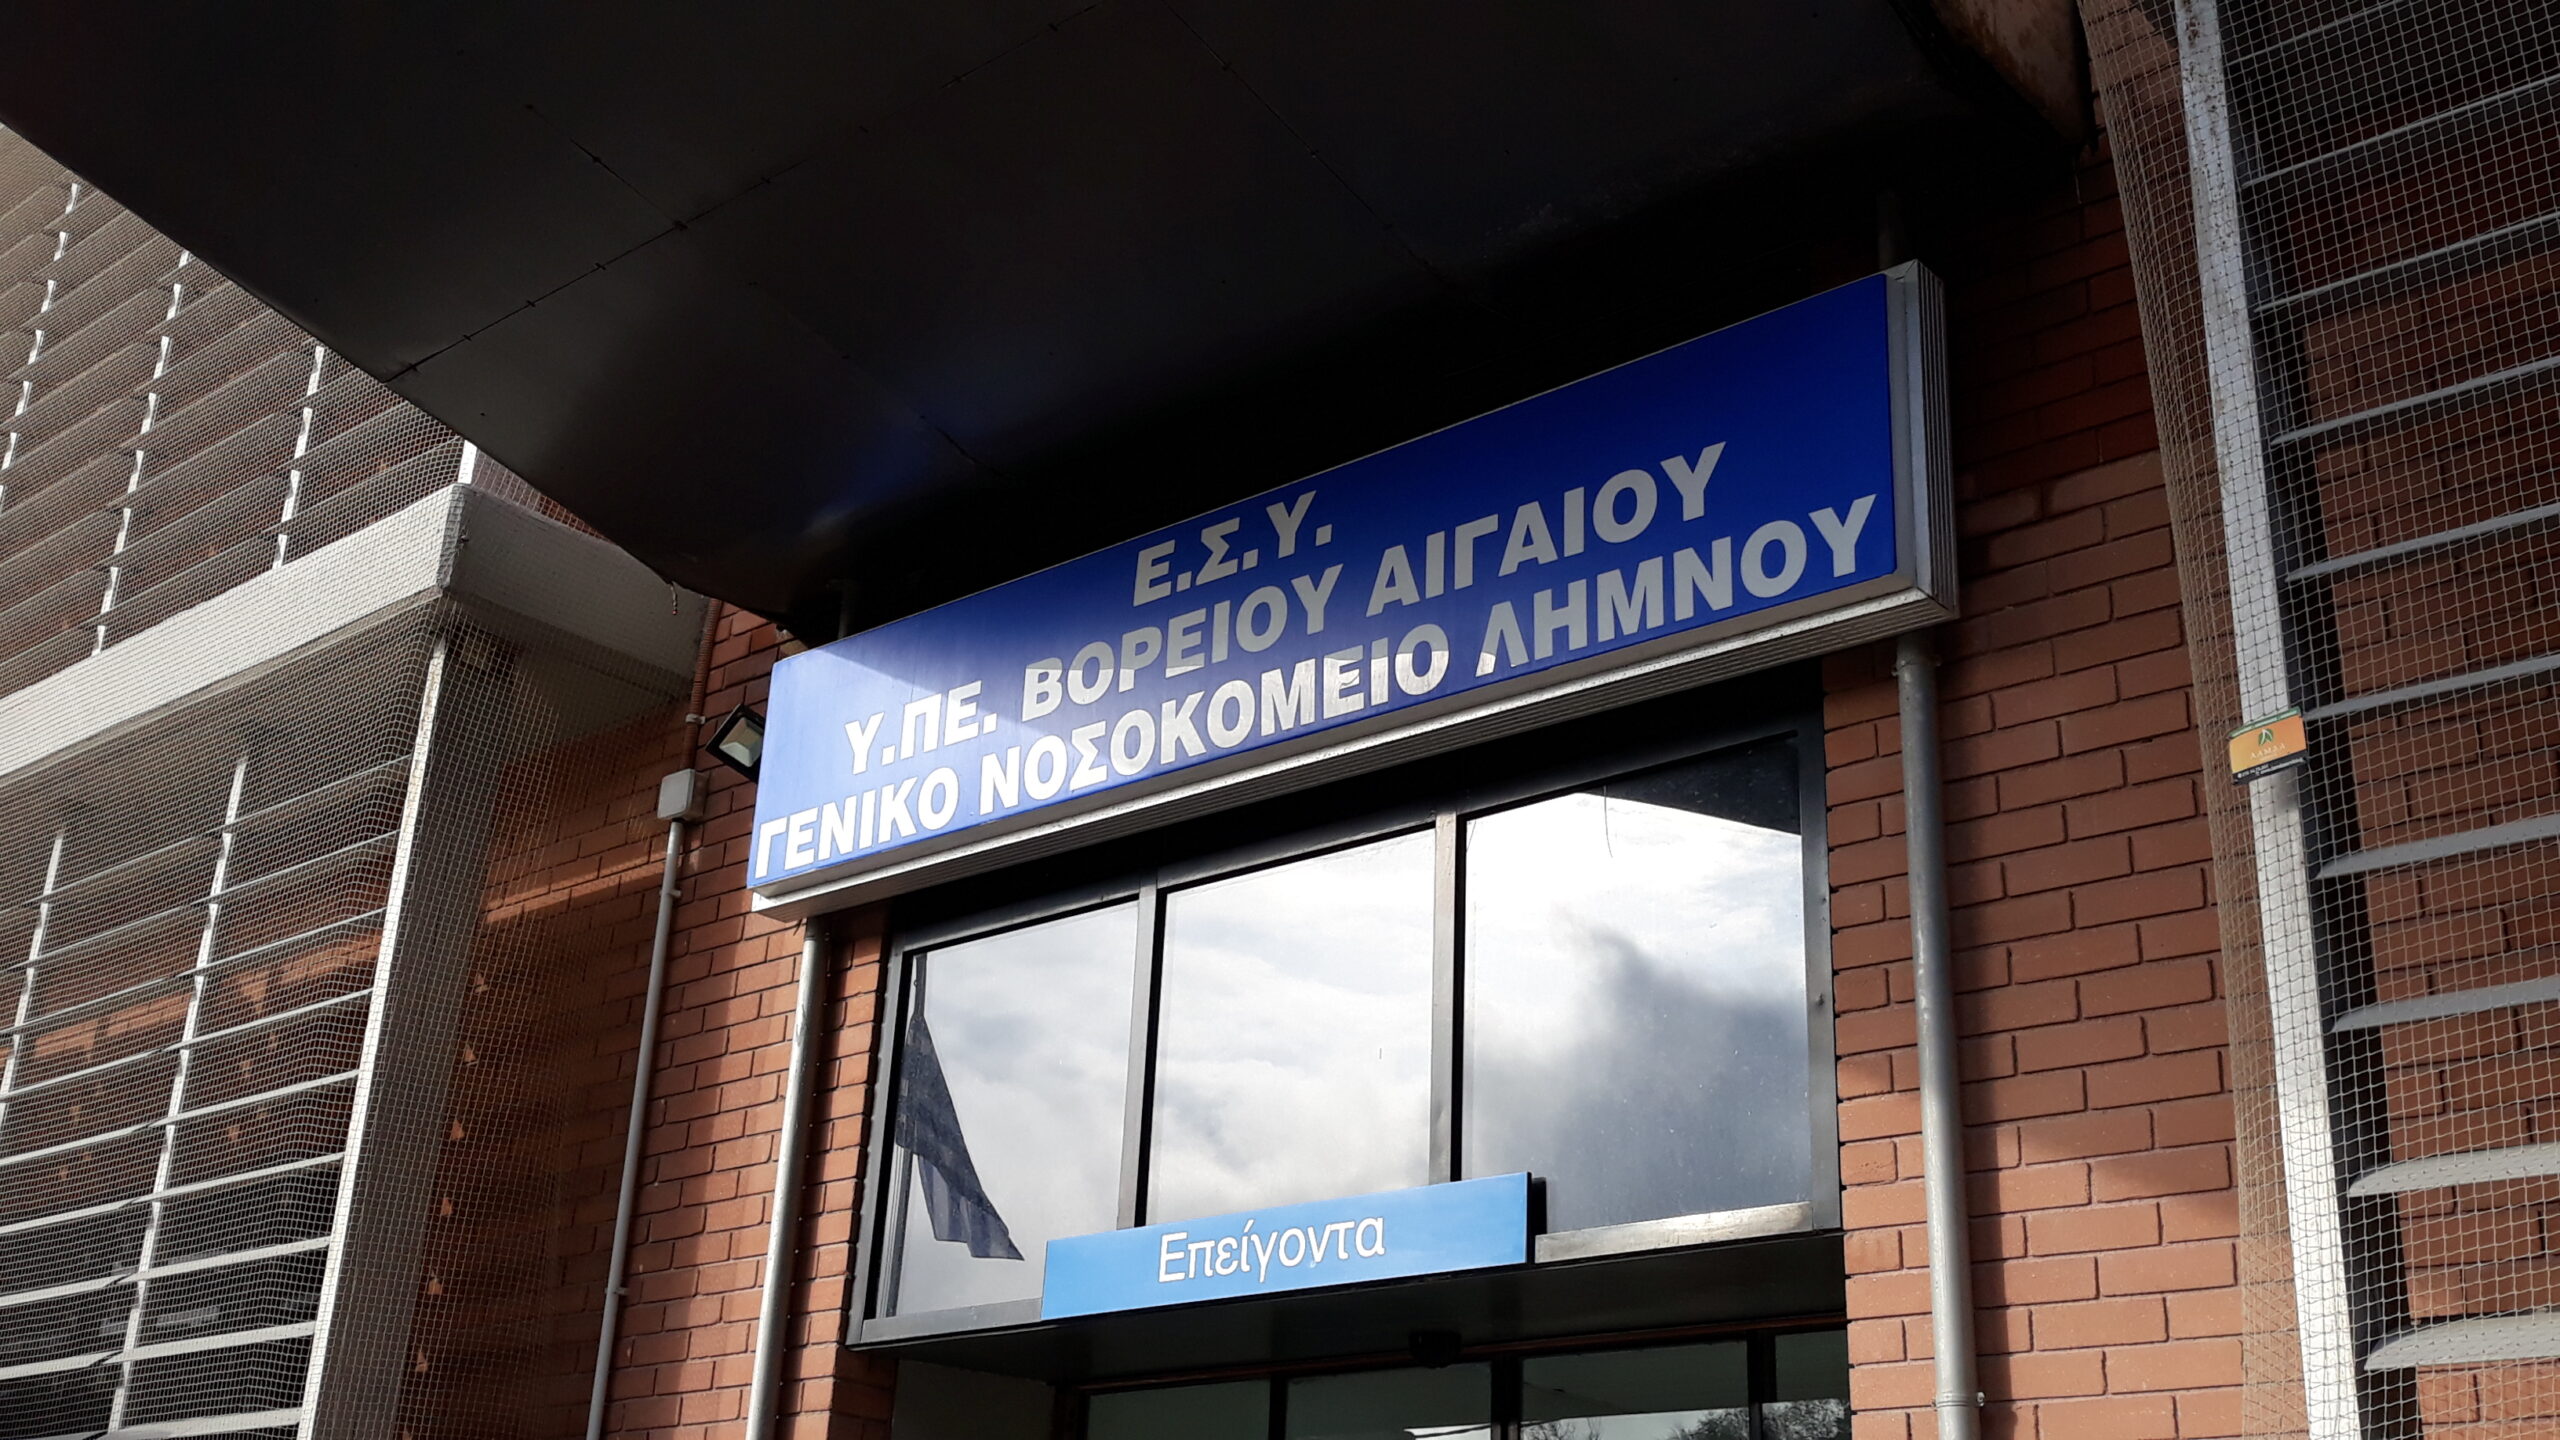 Ε.Σ.Υ.
Υ.ΠΕ. ΒΟΡΕΙΟΥ ΑΙΓΑΙΟΥ
ΓΕΝΙΚΟ ΝΟΣΟΚΟΜΕΙΟ ΛΗΜΝΟΥ
Επείγοντα